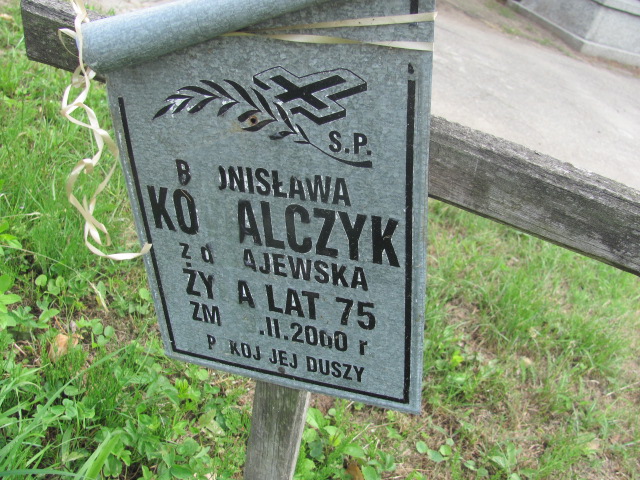 S.P.
B ONISŁAWA
KO ALCZYK
z d AJEWSKA
ŻY A LAT 75
ZM .II.2000 r
P KOJ JEJ DUSZY